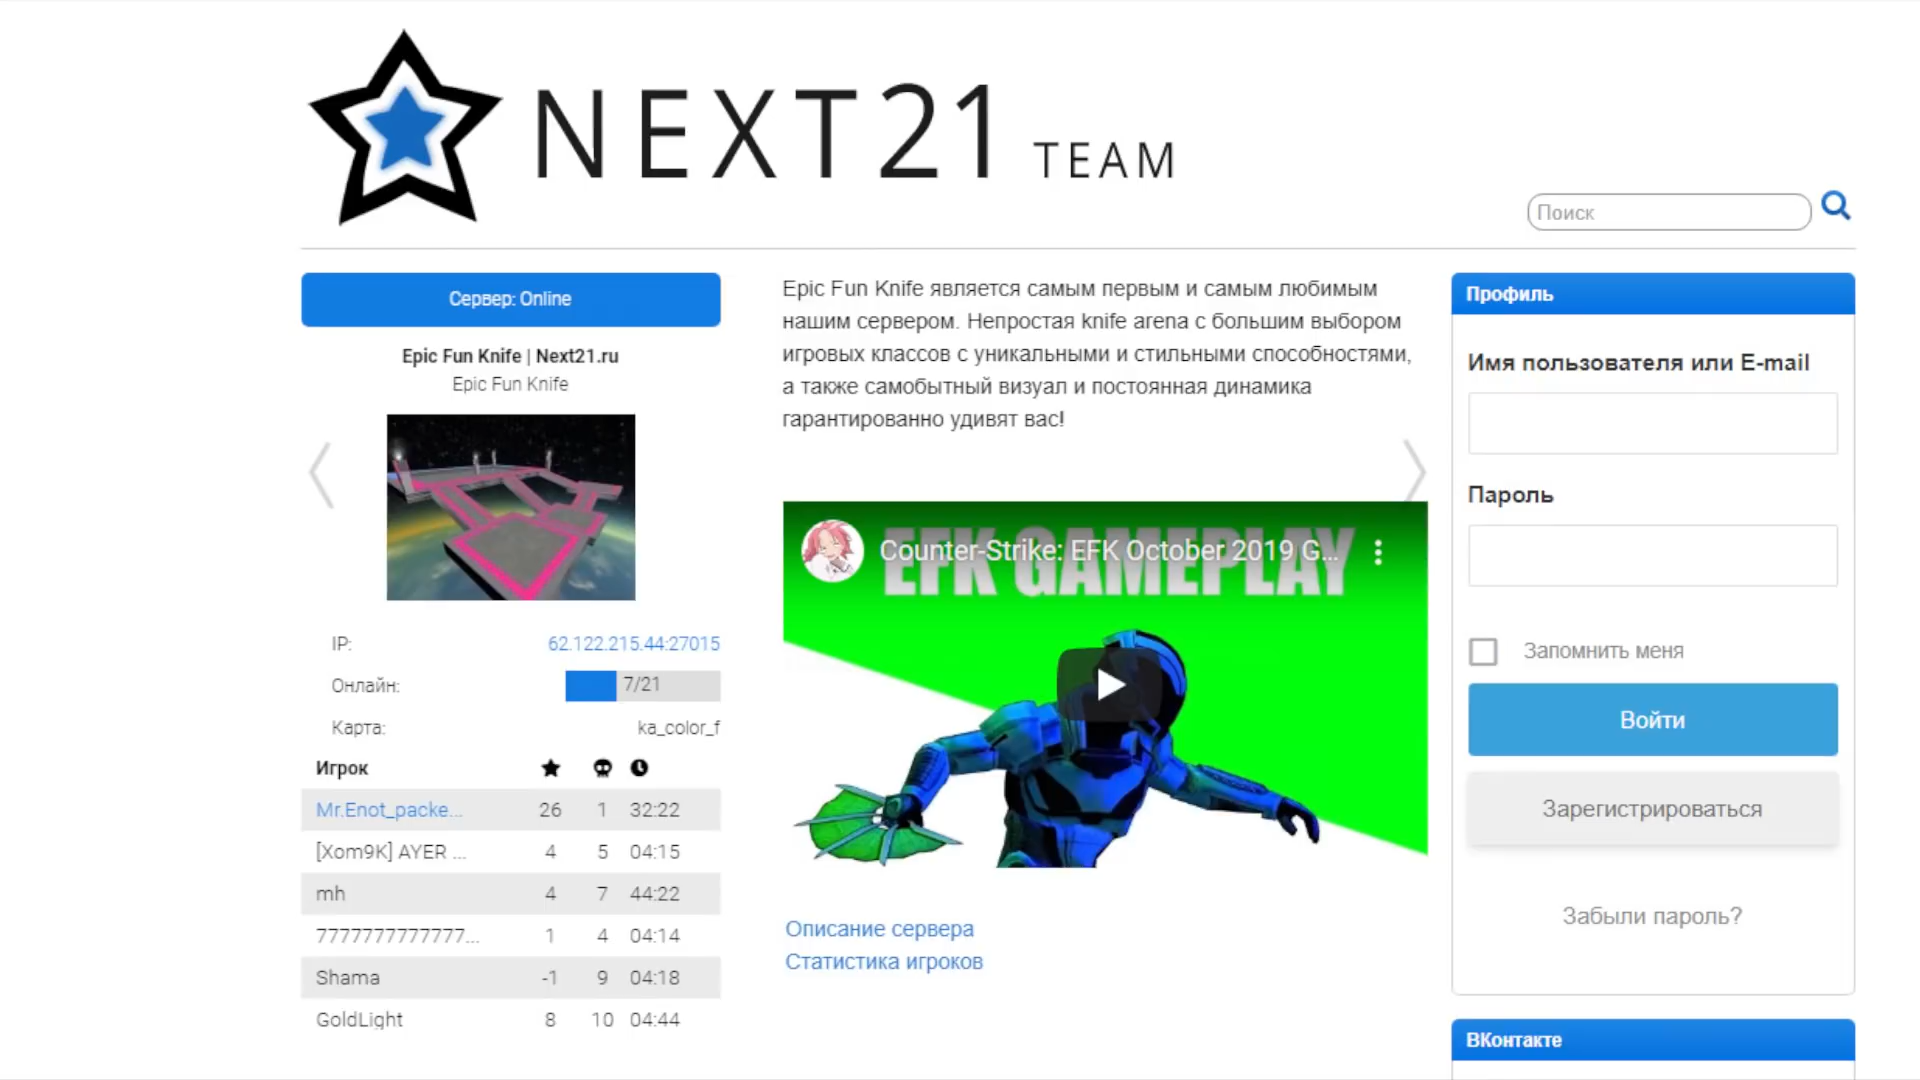 NEXT21 TEAM
Поиск
Сервер: Online
Epic Fun Knife | Next21.ru
Epic Fun Knife
IP: 62.122.215.44:27015
Онлайн: 7/21
Карта: ka_color_f
Игрок
Mr.Enot_packe... 26 1 32:22
[Xom9K] AYER ... 4 5 04:15
mh 4 7 44:22
7777777777777... 1 4 04:14
Shama -1 9 04:18
GoldLight 8 10 04:44
Epic Fun Knife является самым первым и самым любимым
нашим сервером. Непростая knife arena с большим выбором
игровых классов с уникальными и стильными способностями,
а также самобытный визуал и постоянная динамика
гарантированно удивят вас!
Counter-Strike: EFK October 2019 G...
EFK GAMEPLAY
Описание сервера
Статистика игроков
Профиль
Имя пользователя или E-mail
Пароль
Запомнить меня
Войти
Зарегистрироваться
Забыли пароль?
ВКонтакте